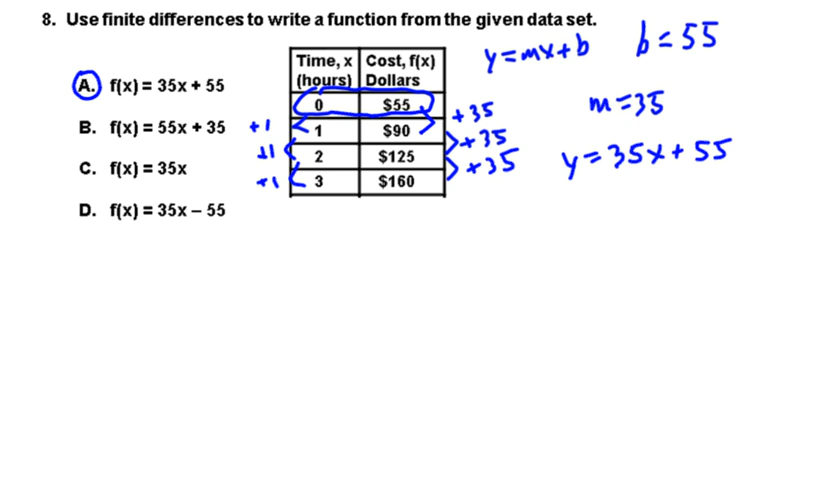 8. Use finite differences to write a function from the given data set.
y=mx+b
b=55
A. f(x) = 35x + 55
B. f(x) = 55x + 35
C. f(x) = 35x
D. f(x) = 35x – 55
Time, x (hours) | Cost, f(x) Dollars
0 | $55
1 | $90
2 | $125
3 | $160
+1
+1
+1
+35
+35
+35
m=35
y=35x+55